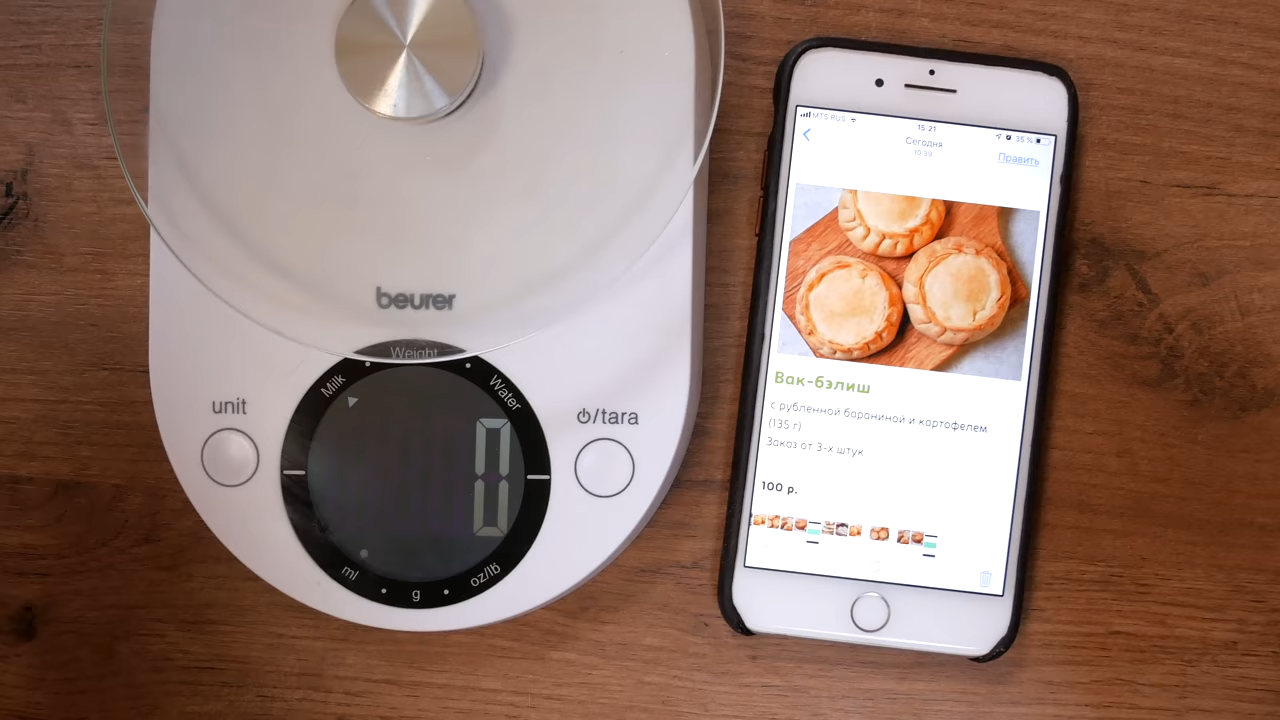 beurer
Weight
Milk
Water
unit
/tara
0
ml
g
oz/lb
MTS RUS
15:21
35 %
Сегодня
10:39
Править
Вак-бэлиш
с рубленной бараниной и картофелем
(135 г)
Заказ от 3-х штук
100 р.